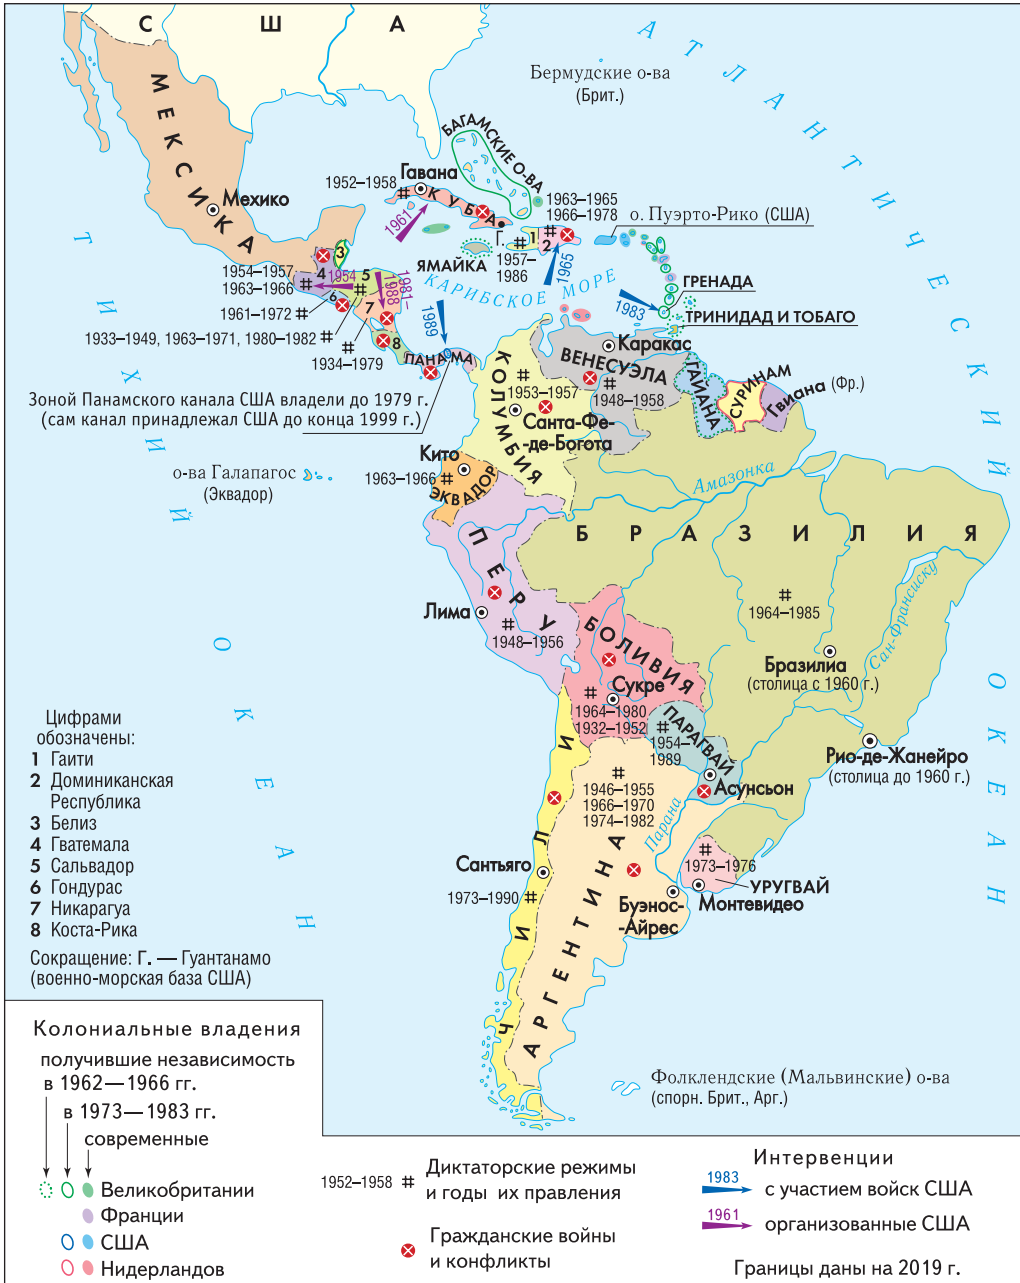 США
АТЛАНТИЧЕСКИЙ ОКЕАН
ТИХИЙ ОКЕАН
Бермудские о-ва
(Брит.)
МЕКСИКА
Мехико
БАГАМСКИЕ О-ВА
Гавана
1952–1958
КУБА
1961
Г.
1963–1965
1966–1978
о. Пуэрто-Рико (США)
1
2
1957–
1986
1965
ЯМАЙКА
КАРИБСКОЕ МОРЕ
ГРЕНАДА
1983
ТРИНИДАД И ТОБАГО
3
4
5
6
7
8
1954–1957
1963–1966
1954
1981–
1988
1961–1972
1933–1949, 1963–1971, 1980–1982
1934–1979
1989
ПАНАМА
Зоной Панамского канала США владели до 1979 г.
(сам канал принадлежал США до конца 1999 г.)
Каракас
ВЕНЕСУЭЛА
1948–1958
КОЛУМБИЯ
1953–1957
Санта-Фе-
-де-Богота
ГАЙАНА
СУРИНАМ
Гвиана (Фр.)
о-ва Галапагос
(Эквадор)
Кито
1963–1966
ЭКВАДОР
Амазонка
БРАЗИЛИЯ
1964–1985
Сан-Франсиску
Бразилиа
(столица с 1960 г.)
Рио-де-Жанейро
(столица до 1960 г.)
ПЕРУ
Лима
1948–1956
БОЛИВИЯ
Сукре
1964–1980
1932–1952
ПАРАГВАЙ
1954–
1989
Асунсьон
Парана
1946–1955
1966–1970
1974–1982
АРГЕНТИНА
Буэнос-
-Айрес
1973–1976
УРУГВАЙ
Монтевидео
ЧИЛИ
Сантьяго
1973–1990
Фолклендские (Мальвинские) о-ва
(спорн. Брит., Арг.)
Цифрами
обозначены:
1 Гаити
2 Доминиканская
Республика
3 Белиз
4 Гватемала
5 Сальвадор
6 Гондурас
7 Никарагуа
8 Коста-Рика
Сокращение: Г. — Гуантанамо
(военно-морская база США)
Колониальные владения
получившие независимость
в 1962—1966 гг.
в 1973—1983 гг.
современные
Великобритании
Франции
США
Нидерландов
1952–1958
Диктаторские режимы
и годы их правления
Гражданские войны
и конфликты
Интервенции
1983
с участием войск США
1961
организованные США
Границы даны на 2019 г.